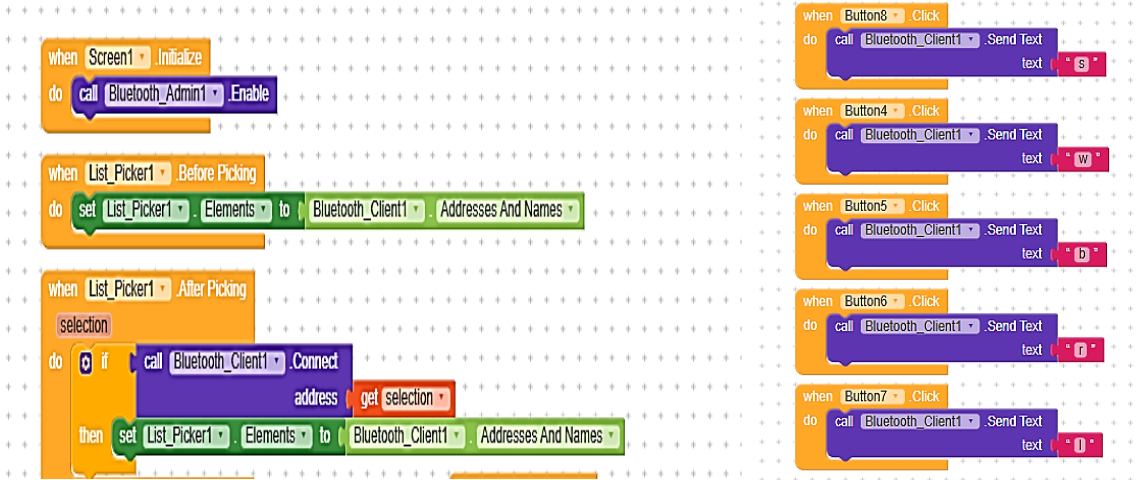 when Screen1 .Initialize
do call Bluetooth_Admin1 .Enable
when List_Picker1 .Before Picking
do set List_Picker1 . Elements to Bluetooth_Client1 . Addresses And Names
when List_Picker1 .After Picking
selection
do if call Bluetooth_Client1 .Connect
address get selection
then set List_Picker1 . Elements to Bluetooth_Client1 . Addresses And Names
when Button8 .Click
do call Bluetooth_Client1 .Send Text
text " s "
when Button4 .Click
do call Bluetooth_Client1 .Send Text
text " w "
when Button5 .Click
do call Bluetooth_Client1 .Send Text
text " b "
when Button6 .Click
do call Bluetooth_Client1 .Send Text
text " r "
when Button7 .Click
do call Bluetooth_Client1 .Send Text
text " l "